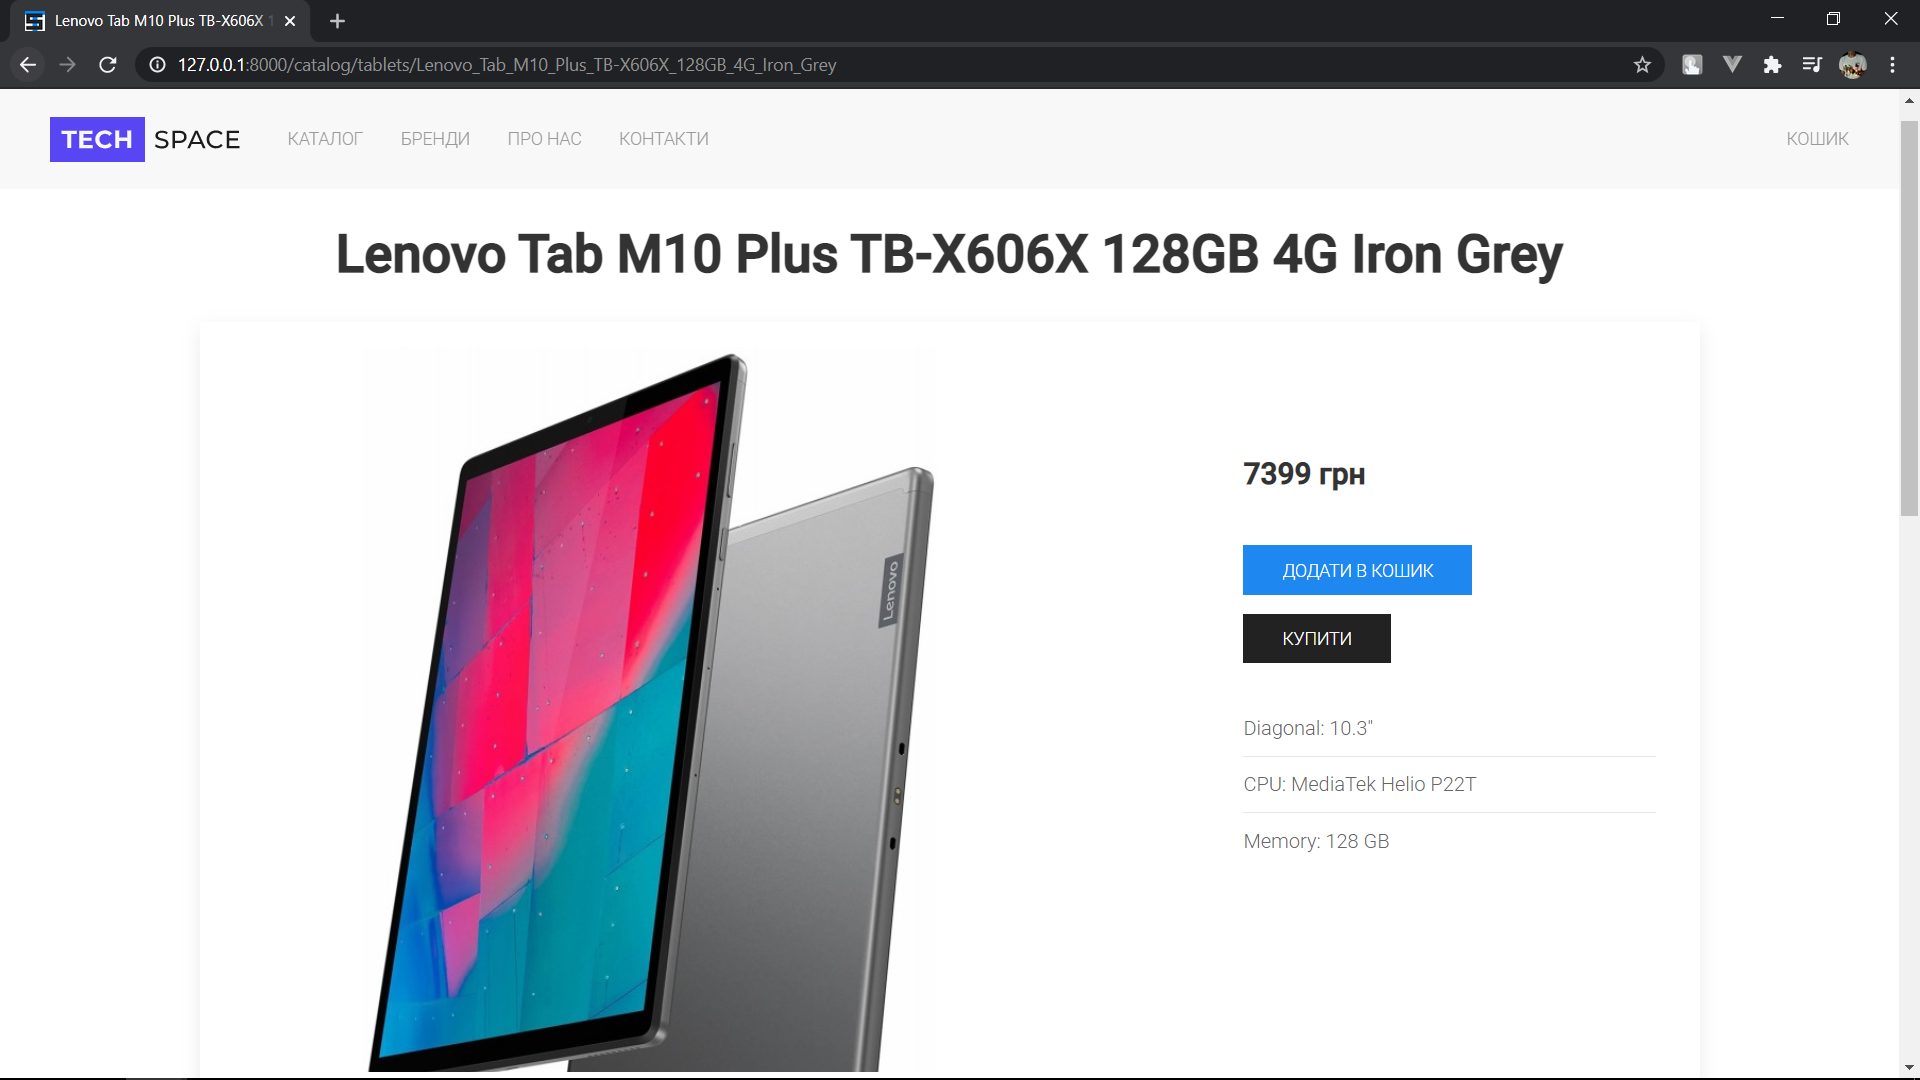 Lenovo Tab M10 Plus TB-X606X 1
127.0.0.1:8000/catalog/tablets/Lenovo_Tab_M10_Plus_TB-X606X_128GB_4G_Iron_Grey
TECH SPACE КАТАЛОГ БРЕНДИ ПРО НАС КОНТАКТИ КОШИК
Lenovo Tab M10 Plus TB-X606X 128GB 4G Iron Grey
Lenovo
7399 грн
ДОДАТИ В КОШИК
КУПИТИ
Diagonal: 10.3"
CPU: MediaTek Helio P22T
Memory: 128 GB